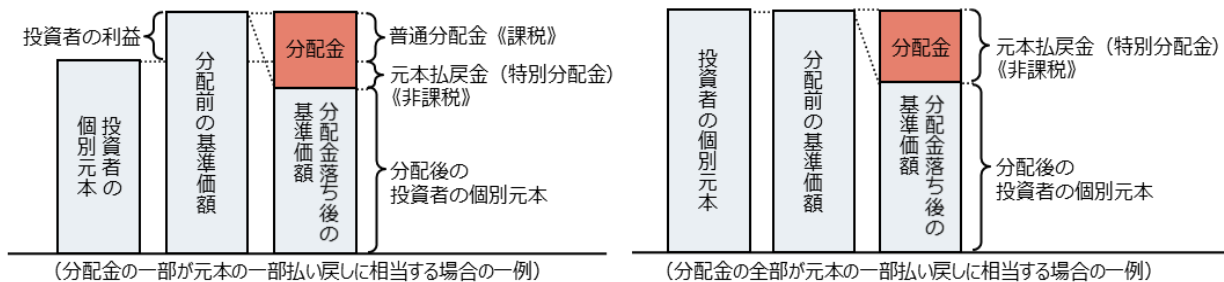 投資者の利益
投資者の
個別元本
分配前の基準価額
分配金
分配金落ち後の
基準価額
普通分配金《課税》
元本払戻金（特別分配金）
《非課税》
分配後の
投資者の個別元本
（分配金の一部が元本の一部払い戻しに相当する場合の一例）
投資者の個別元本
分配前の基準価額
分配金
分配金落ち後の
基準価額
元本払戻金（特別分配金）
《非課税》
分配後の
投資者の個別元本
（分配金の全部が元本の一部払い戻しに相当する場合の一例）